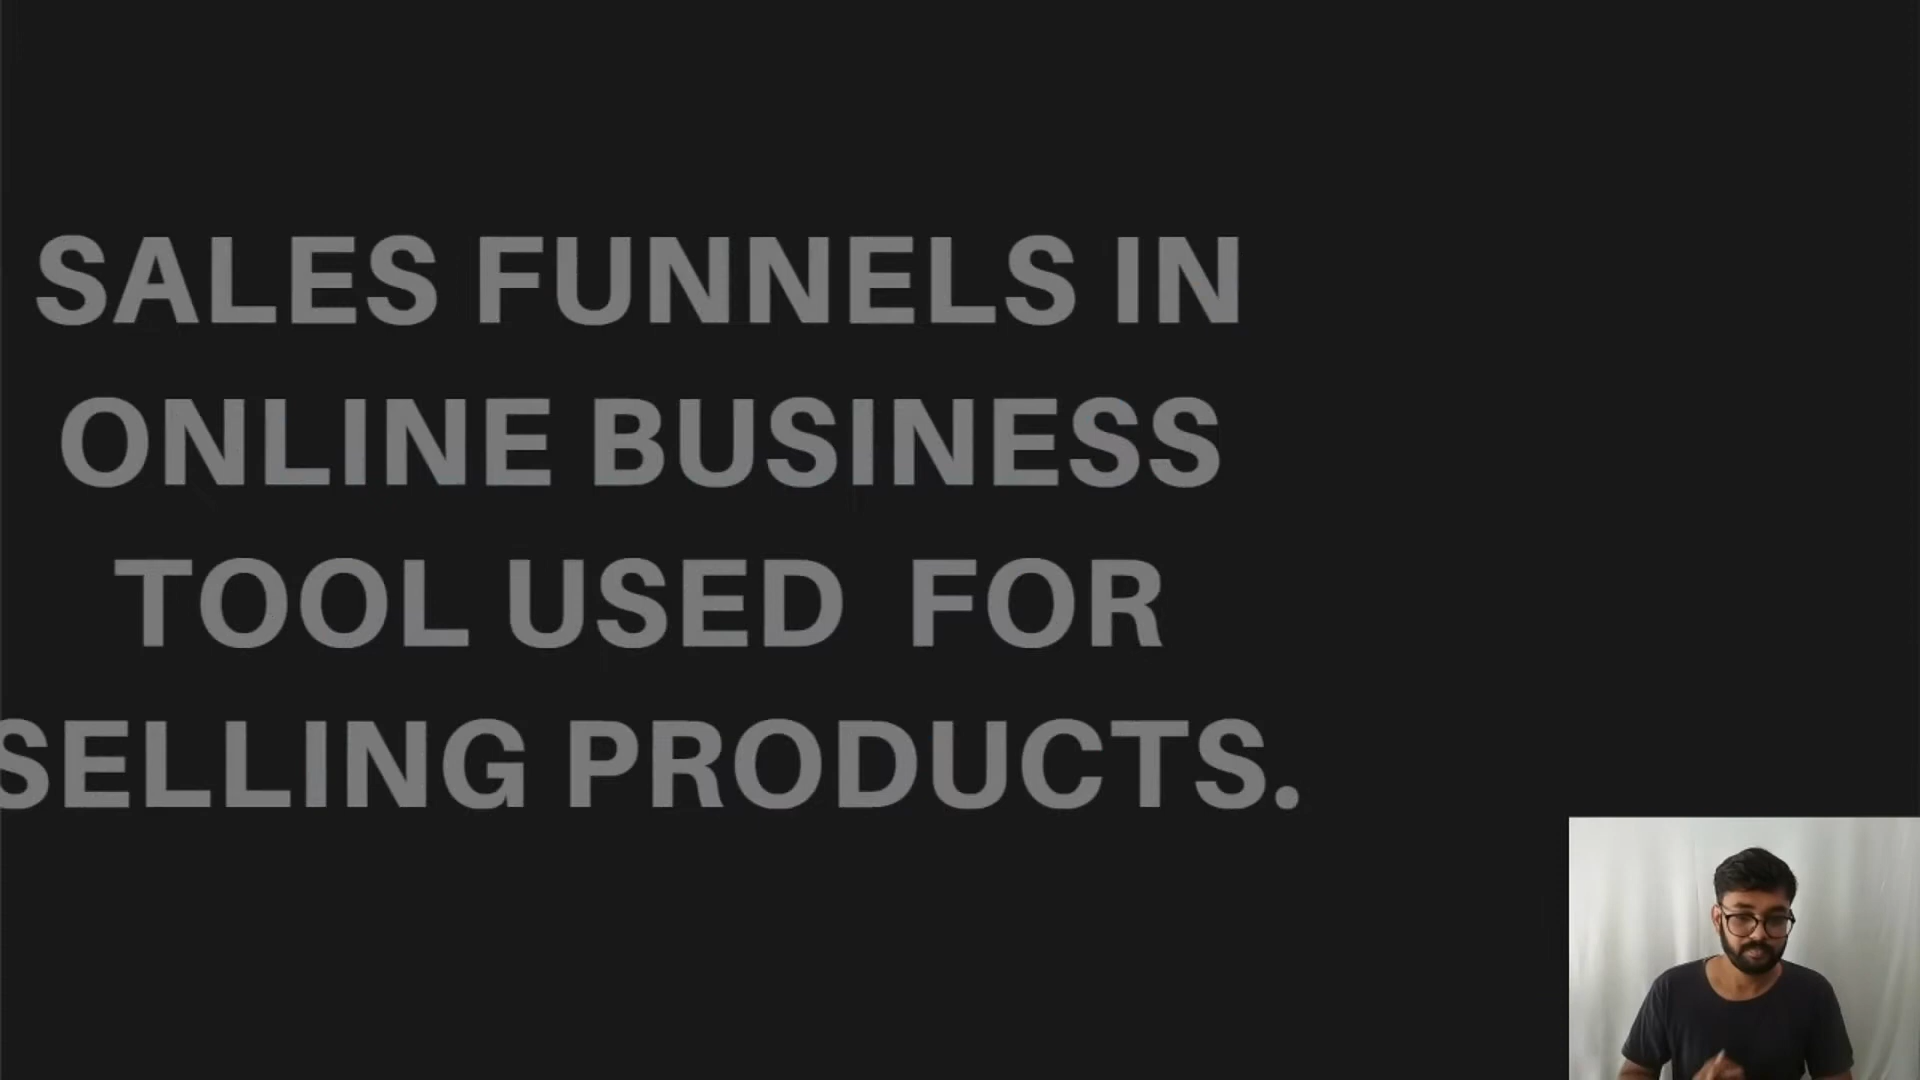 SALES FUNNELS IN
ONLINE BUSINESS
TOOL USED FOR
SELLING PRODUCTS.